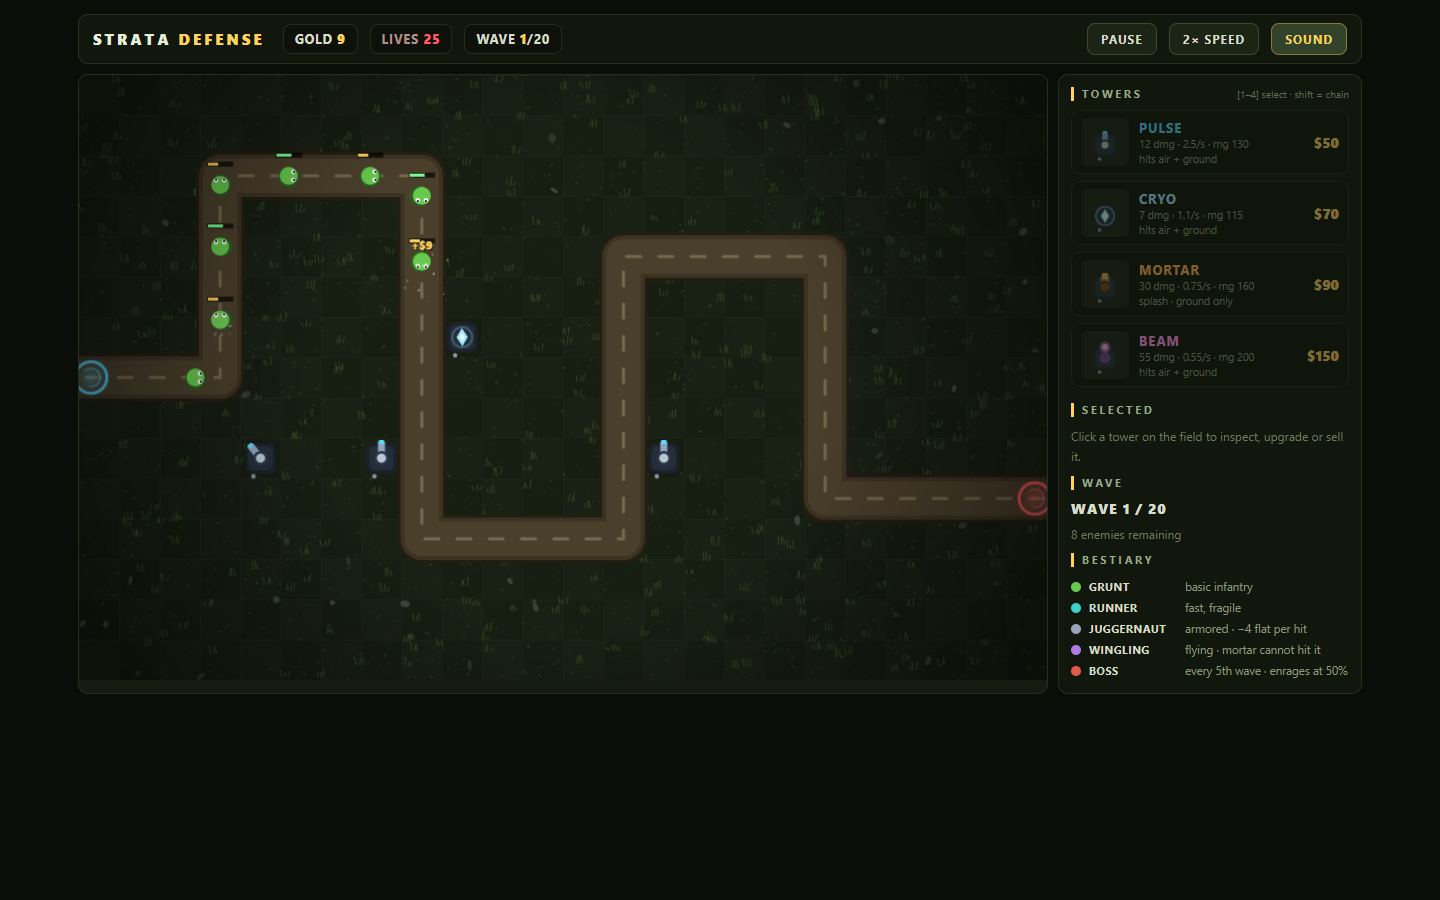 STRATA DEFENSE GOLD 9 LIVES 25 WAVE 1/20 PAUSE 2× SPEED SOUND
+$9
TOWERS [1–4] select · shift = chain
PULSE
12 dmg · 2.5/s · rng 130
hits air + ground
$50
CRYO
7 dmg · 1.1/s · rng 115
hits air + ground
$70
MORTAR
30 dmg · 0.75/s · rng 160
splash · ground only
$90
BEAM
55 dmg · 0.55/s · rng 200
hits air + ground
$150
SELECTED
Click a tower on the field to inspect, upgrade or sell
it.
WAVE
WAVE 1 / 20
8 enemies remaining
BESTIARY
GRUNT basic infantry
RUNNER fast, fragile
JUGGERNAUT armored · −4 flat per hit
WINGLING flying · mortar cannot hit it
BOSS every 5th wave · enrages at 50%